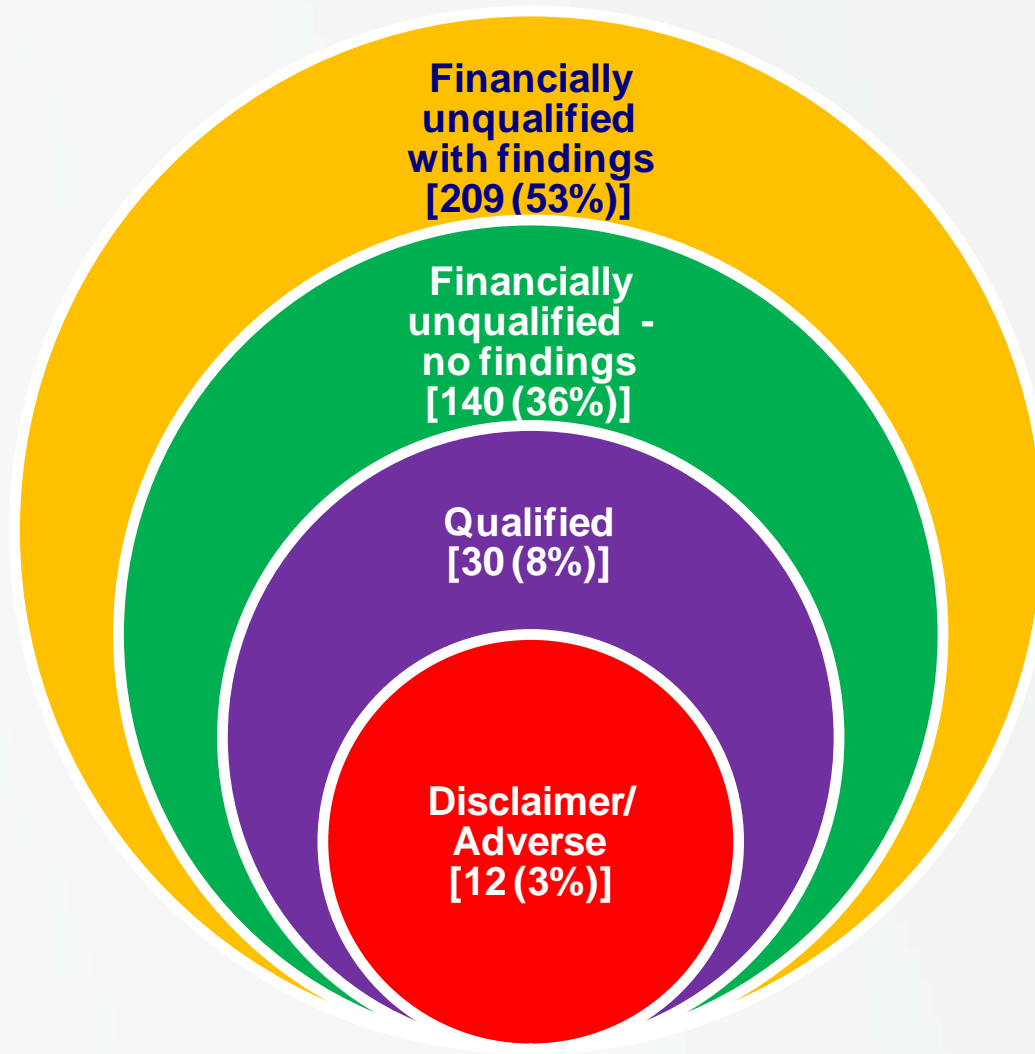 Financially
unqualified
with findings
[209 (53%)]
Financially
unqualified -
no findings
[140 (36%)]
Qualified
[30 (8%)]
Disclaimer/
Adverse
[12 (3%)]